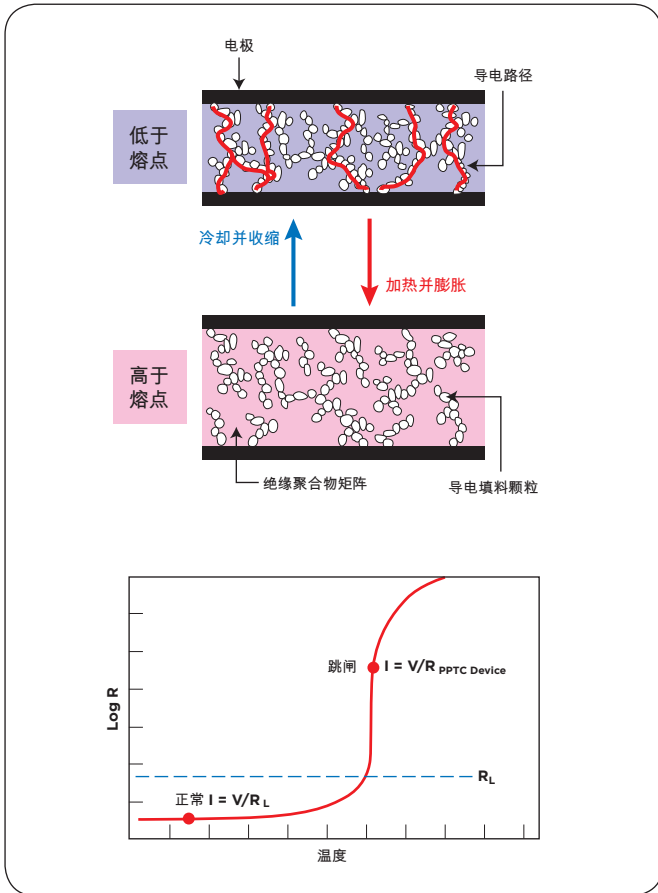 电极
导电路径
低于
熔点
冷却并收缩
加热并膨胀
高于
熔点
绝缘聚合物矩阵
导电填料颗粒
Log R
跳闸 I = V/R PPTC Device
RL
正常 I = V/R L
温度